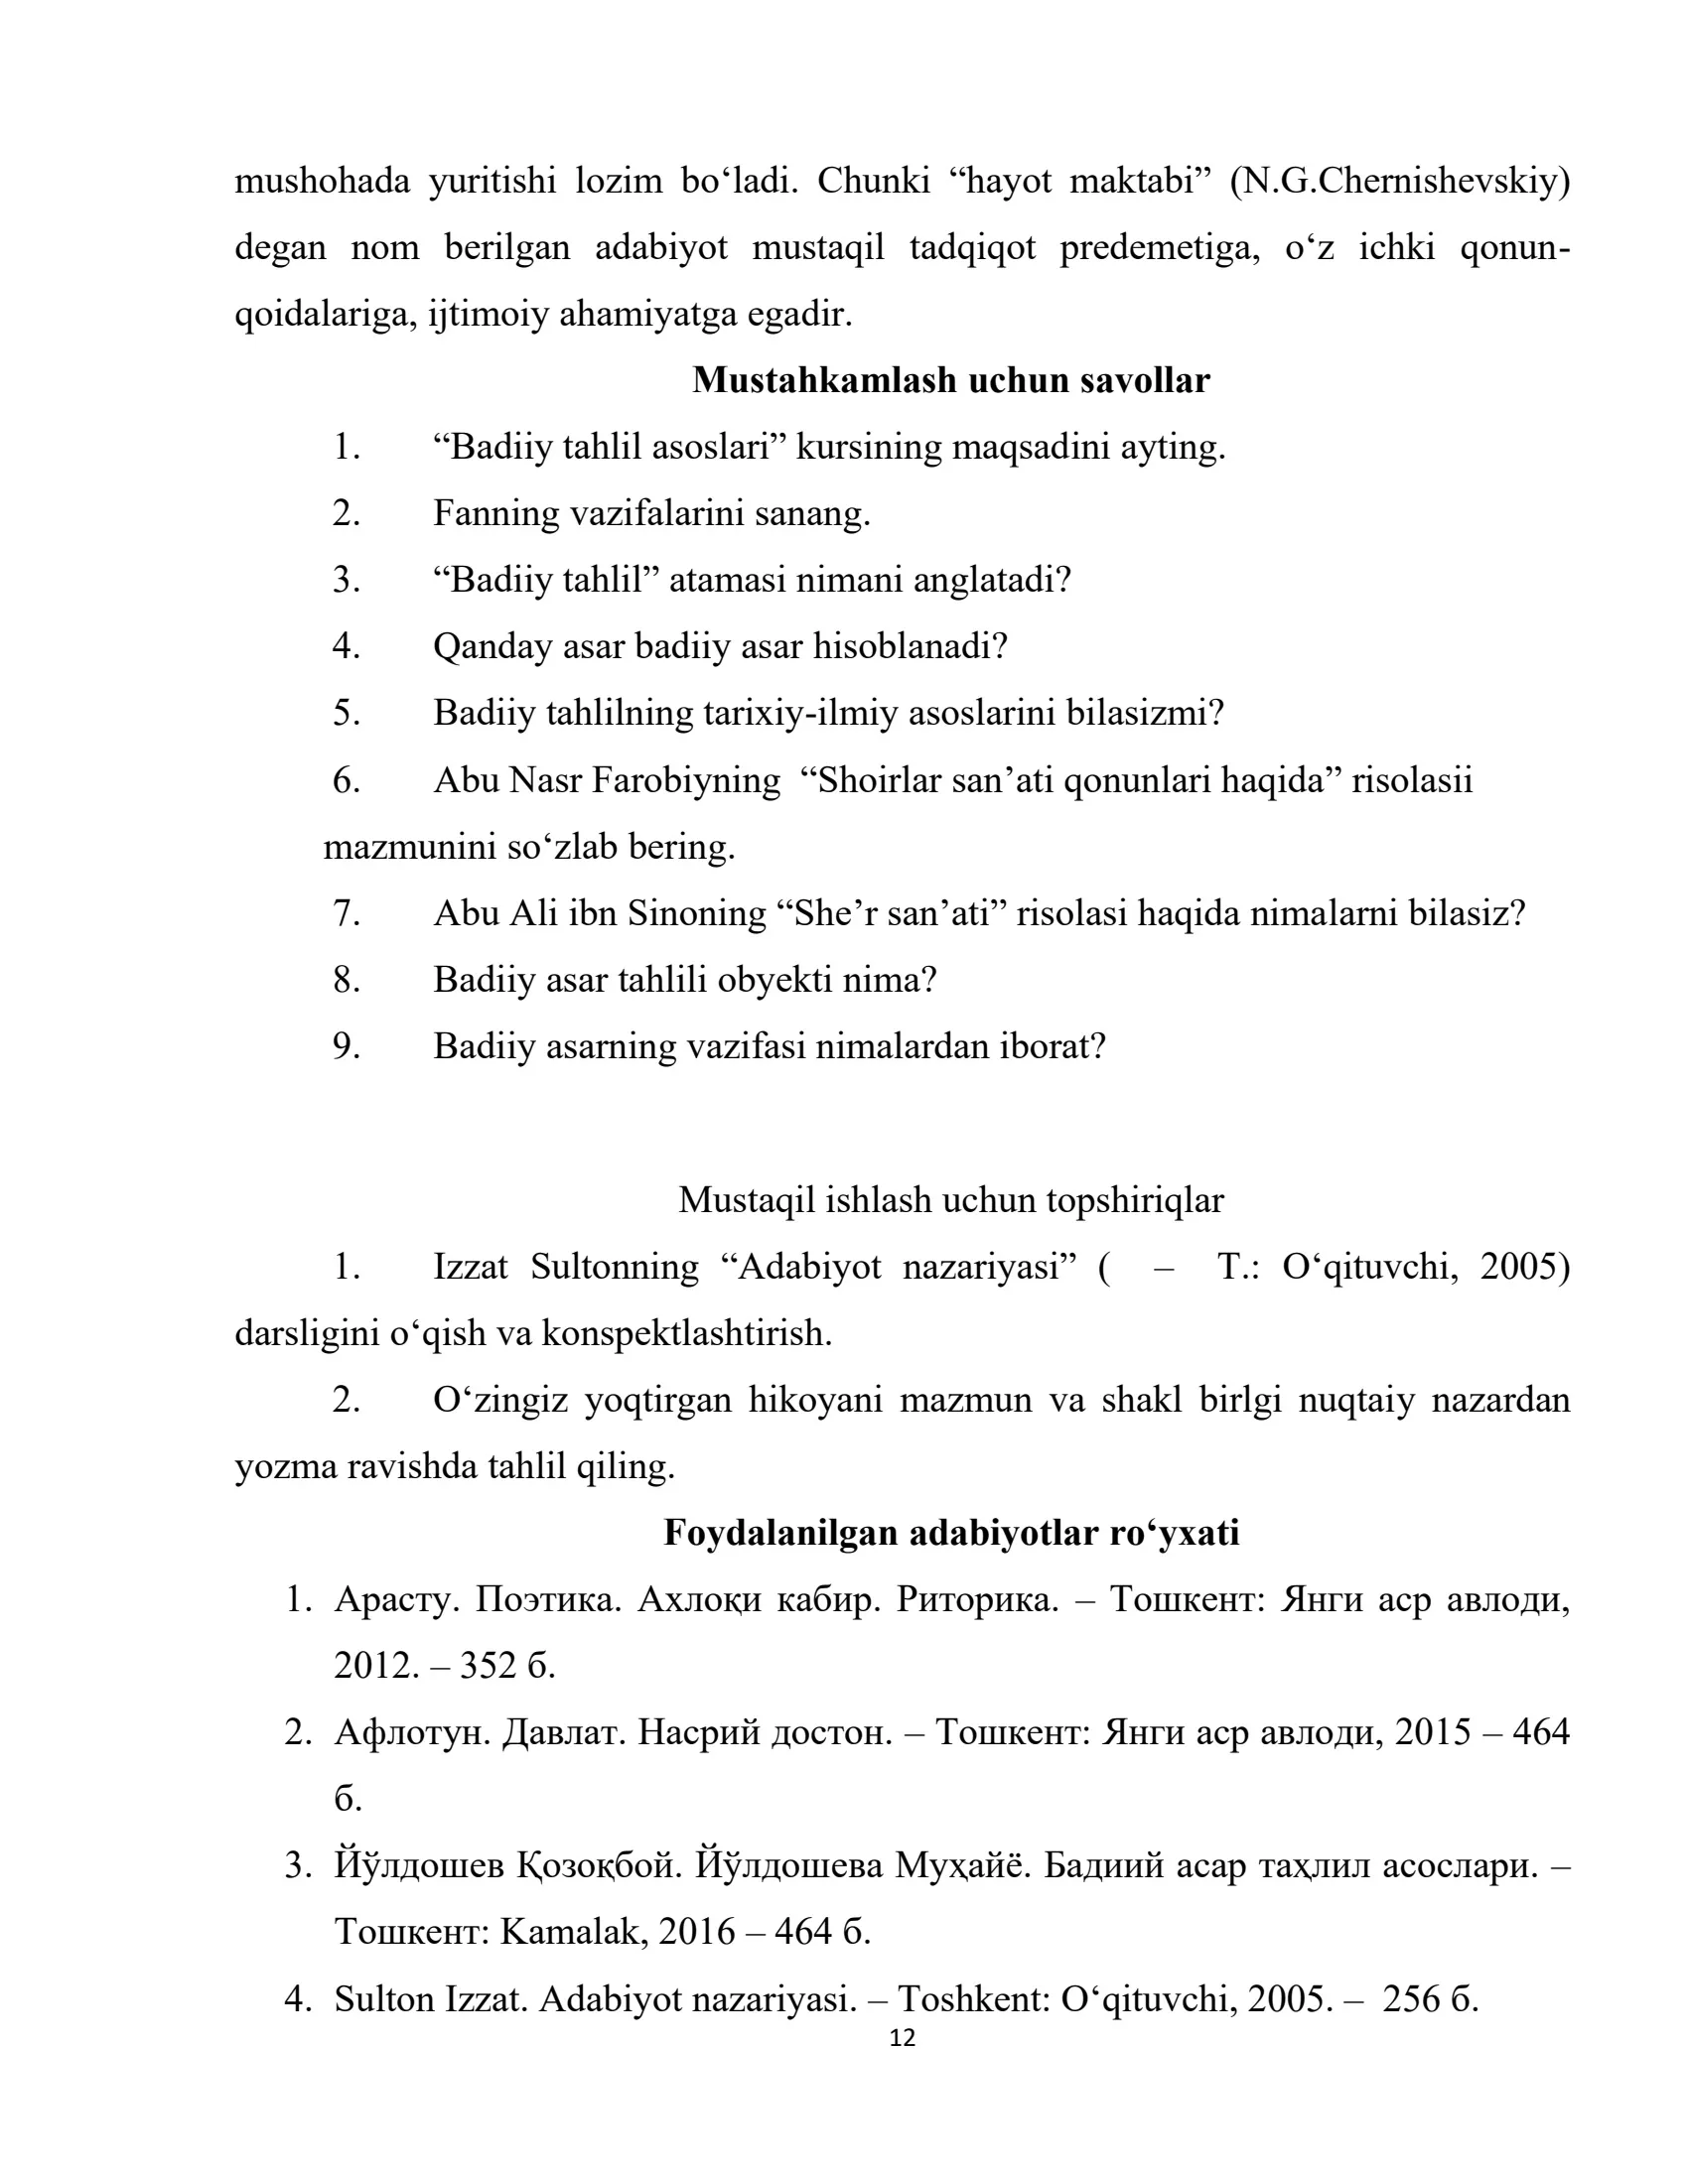 mushohada yuritishi lozim bo‘ladi. Chunki “hayot maktabi” (N.G.Chernishevskiy)
degan nom berilgan adabiyot mustaqil tadqiqot predemetiga, o‘z ichki qonun-
qoidalariga, ijtimoiy ahamiyatga egadir.
Mustahkamlash uchun savollar
1. “Badiiy tahlil asoslari” kursining maqsadini ayting.
2. Fanning vazifalarini sanang.
3. “Badiiy tahlil” atamasi nimani anglatadi?
4. Qanday asar badiiy asar hisoblanadi?
5. Badiiy tahlilning tarixiy-ilmiy asoslarini bilasizmi?
6. Abu Nasr Farobiyning “Shoirlar san’ati qonunlari haqida” risolasii
mazmunini so‘zlab bering.
7. Abu Ali ibn Sinoning “She’r san’ati” risolasi haqida nimalarni bilasiz?
8. Badiiy asar tahlili obyekti nima?
9. Badiiy asarning vazifasi nimalardan iborat?
Mustaqil ishlash uchun topshiriqlar
1. Izzat Sultonning “Adabiyot nazariyasi” ( – T.: O‘qituvchi, 2005)
darsligini o‘qish va konspektlashtirish.
2. O‘zingiz yoqtirgan hikoyani mazmun va shakl birlgi nuqtaiy nazardan
yozma ravishda tahlil qiling.
Foydalanilgan adabiyotlar ro‘yxati
1. Арасту. Поэтика. Ахлоқи кабир. Риторика. – Тошкент: Янги аср авлоди,
2012. – 352 б.
2. Афлотун. Давлат. Насрий достон. – Тошкент: Янги аср авлоди, 2015 – 464
б.
3. Йўлдошев Қозоқбой. Йўлдошева Муҳайё. Бадиий асар таҳлил асослари. –
Тошкент: Kamalak, 2016 – 464 б.
4. Sulton Izzat. Adabiyot nazariyasi. – Toshkent: O‘qituvchi, 2005. – 256 б.
12